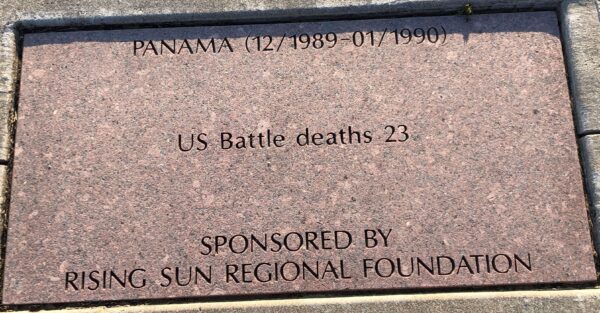 PANAMA (12/1989-01/1990)
US Battle deaths 23
SPONSORED BY
RISING SUN REGIONAL FOUNDATION